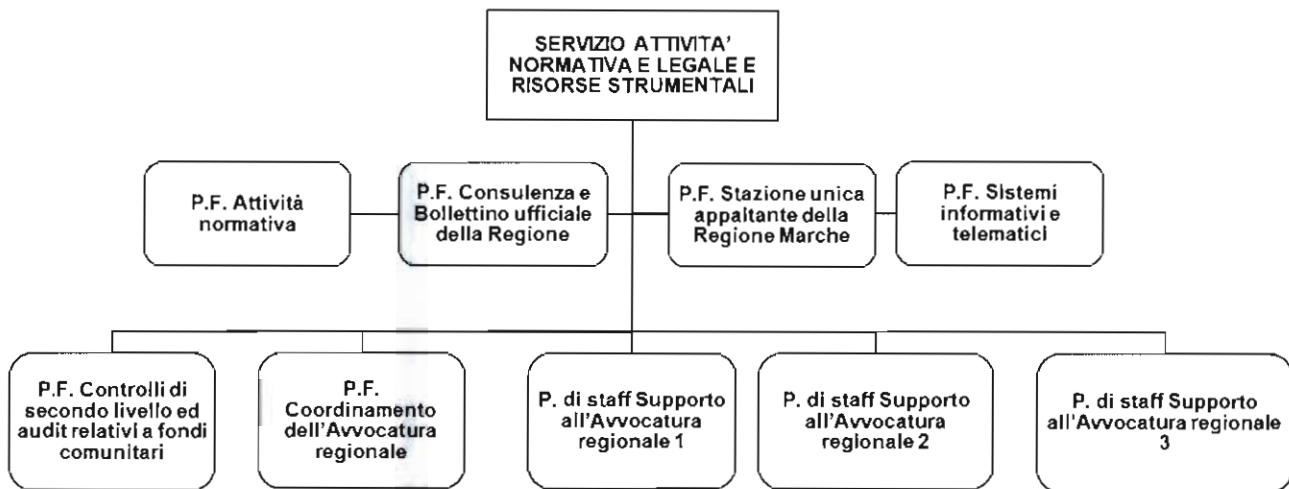 SERVIZIO ATTIVITA'
NORMATIVA E LEGALE E
RISORSE STRUMENTALI
P.F. Attività
normativa
P.F. Consulenza e
Bollettino ufficiale
della Regione
P.F. Stazione unica
appaltante della
Regione Marche
P.F. Sistemi
informativi e
telematici
P.F. Controlli di
secondo livello ed
audit relativi a fondi
comunitari
P.F.
Coordinamento
dell'Avvocatura
regionale
P. di staff Supporto
all'Avvocatura
regionale 1
P. di staff Supporto
all'Avvocatura
regionale 2
P. di staff Supporto
all'Avvocatura regionale
3